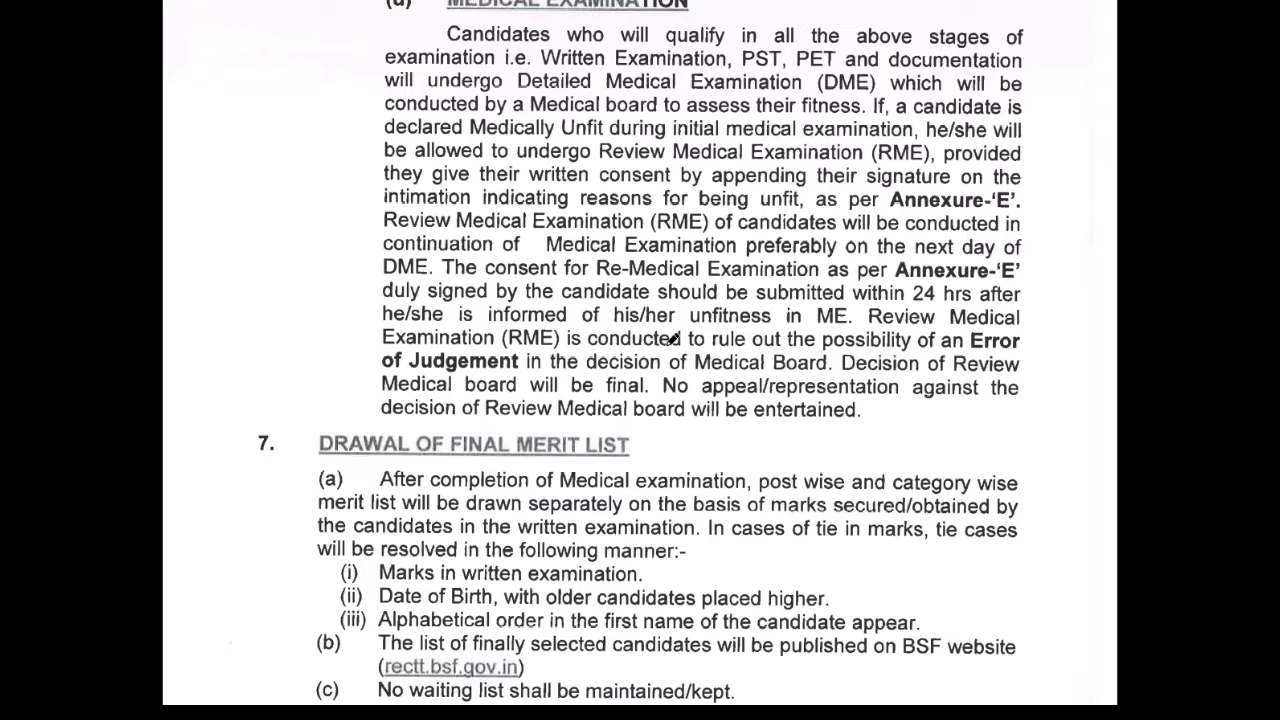 (d) MEDICAL EXAMINATION
Candidates who will qualify in all the above stages of
examination i.e. Written Examination, PST, PET and documentation
will undergo Detailed Medical Examination (DME) which will be
conducted by a Medical board to assess their fitness. If, a candidate is
declared Medically Unfit during initial medical examination, he/she will
be allowed to undergo Review Medical Examination (RME), provided
they give their written consent by appending their signature on the
intimation indicating reasons for being unfit, as per Annexure-'E'.
Review Medical Examination (RME) of candidates will be conducted in
continuation of Medical Examination preferably on the next day of
DME. The consent for Re-Medical Examination as per Annexure-'E'
duly signed by the candidate should be submitted within 24 hrs after
he/she is informed of his/her unfitness in ME. Review Medical
Examination (RME) is conducted to rule out the possibility of an Error
of Judgement in the decision of Medical Board. Decision of Review
Medical board will be final. No appeal/representation against the
decision of Review Medical board will be entertained.
7. DRAWAL OF FINAL MERIT LIST
(a) After completion of Medical examination, post wise and category wise
merit list will be drawn separately on the basis of marks secured/obtained by
the candidates in the written examination. In cases of tie in marks, tie cases
will be resolved in the following manner:-
(i) Marks in written examination.
(ii) Date of Birth, with older candidates placed higher.
(iii) Alphabetical order in the first name of the candidate appear.
(b) The list of finally selected candidates will be published on BSF website
(rectt.bsf.gov.in)
(c) No waiting list shall be maintained/kept.